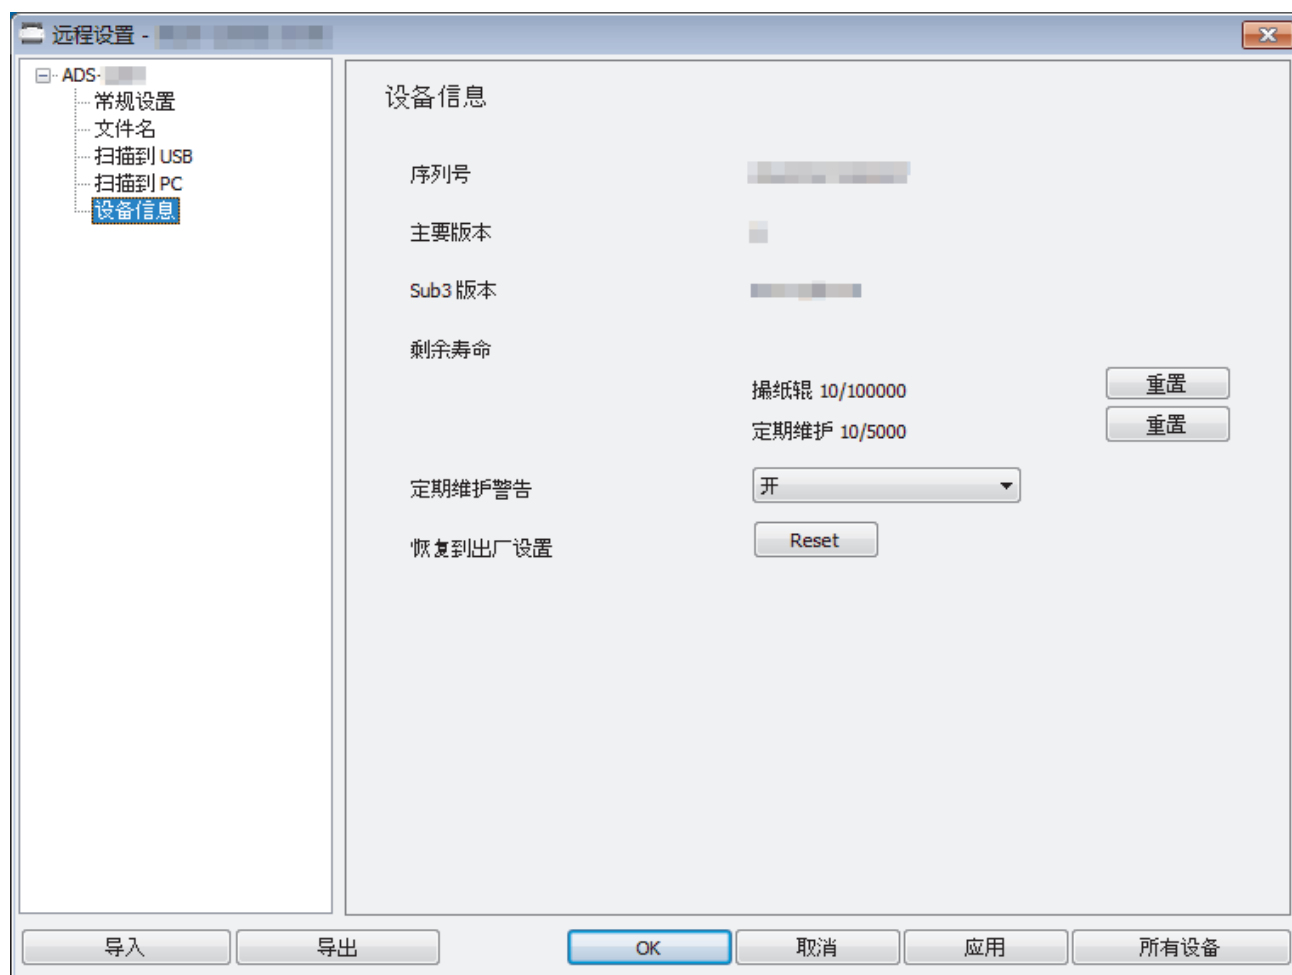 远程设置 -
ADS-
常规设置
文件名
扫描到 USB
扫描到 PC
设备信息
设备信息
序列号
主要版本
Sub3 版本
剩余寿命
撮纸辊 10/100000 重置
定期维护 10/5000 重置
定期维护警告 开
恢复到出厂设置 Reset
导入 导出 OK 取消 应用 所有设备